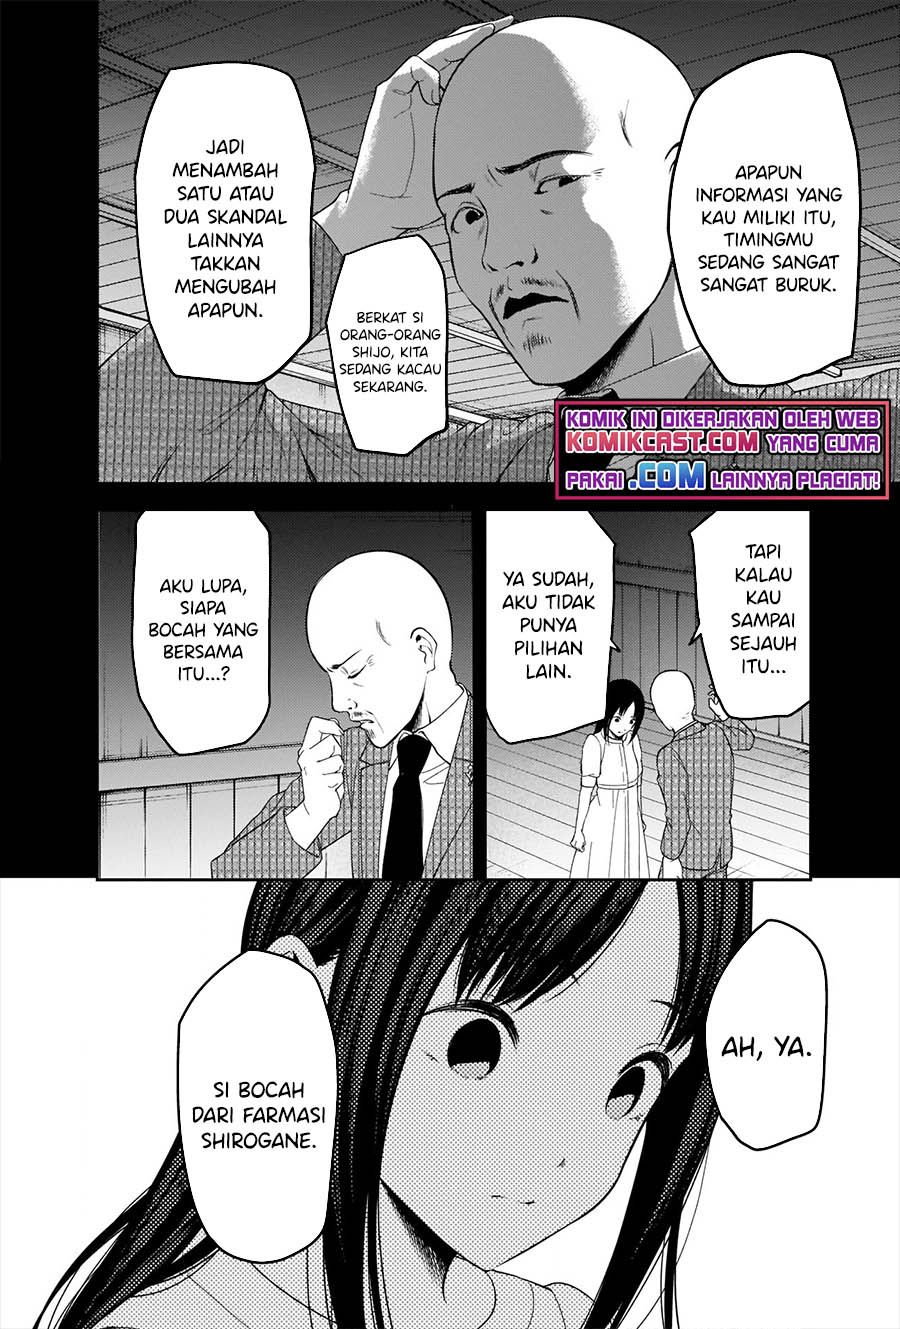 APAPUN
INFORMASI YANG
KAU MILIKI ITU,
TIMINGMU
SEDANG SANGAT
SANGAT BURUK.
BERKAT SI
ORANG-ORANG
SHIJO, KITA
SEDANG KACAU
SEKARANG.
JADI
MENAMBAH
SATU ATAU
DUA SKANDAL
LAINNYA
TAKKAN
MENGUBAH
APAPUN.
KOMIK INI DIKERJAKAN OLEH WEB
KOMIKCAST.COM YANG CUMA
PAKAI .COM LAINNYA PLAGIAT!
TAPI
KALAU
KAU
SAMPAI
SEJAUH
ITU...
YA SUDAH,
AKU TIDAK
PUNYA
PILIHAN
LAIN.
AKU LUPA,
SIAPA
BOCAH YANG
BERSAMA
ITU...?
AH, YA.
SI BOCAH
DARI FARMASI
SHIROGANE.